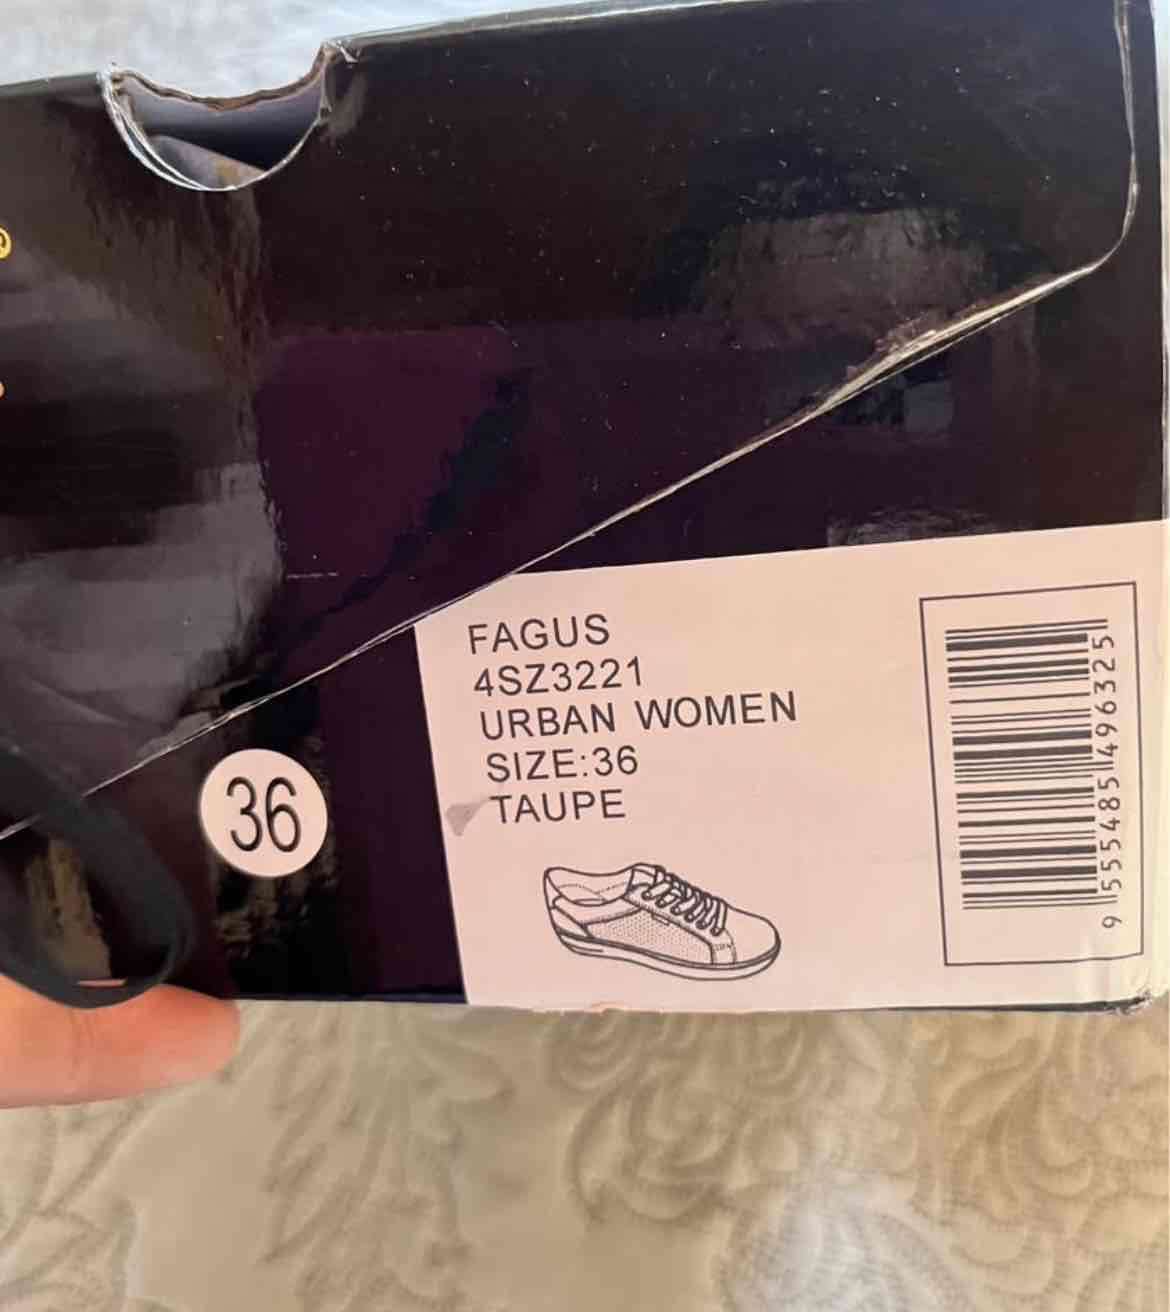 FAGUS
4SZ3221
URBAN WOMEN
SIZE:36
TAUPE
36
9 555485 496325